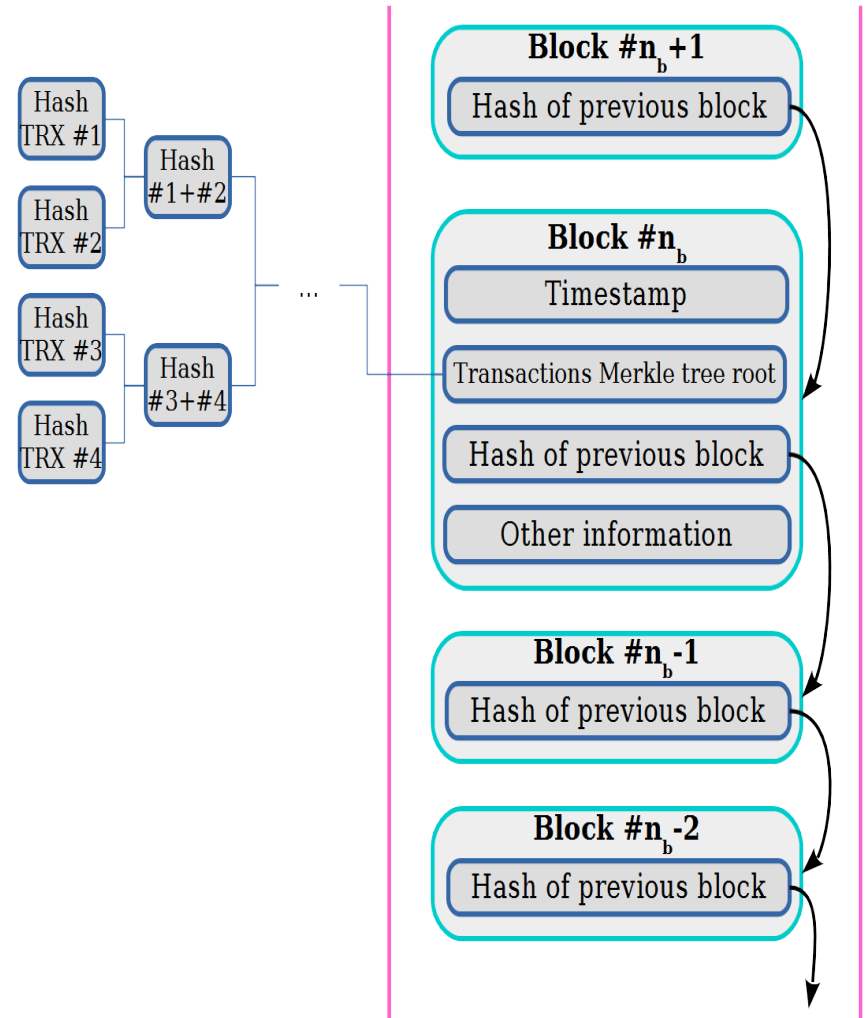 Hash
TRX #1
Hash
TRX #2
Hash
TRX #3
Hash
TRX #4
Hash
#1+#2
Hash
#3+#4
...
Block #nb+1
Hash of previous block
Block #nb
Timestamp
Transactions Merkle tree root
Hash of previous block
Other information
Block #nb-1
Hash of previous block
Block #nb-2
Hash of previous block